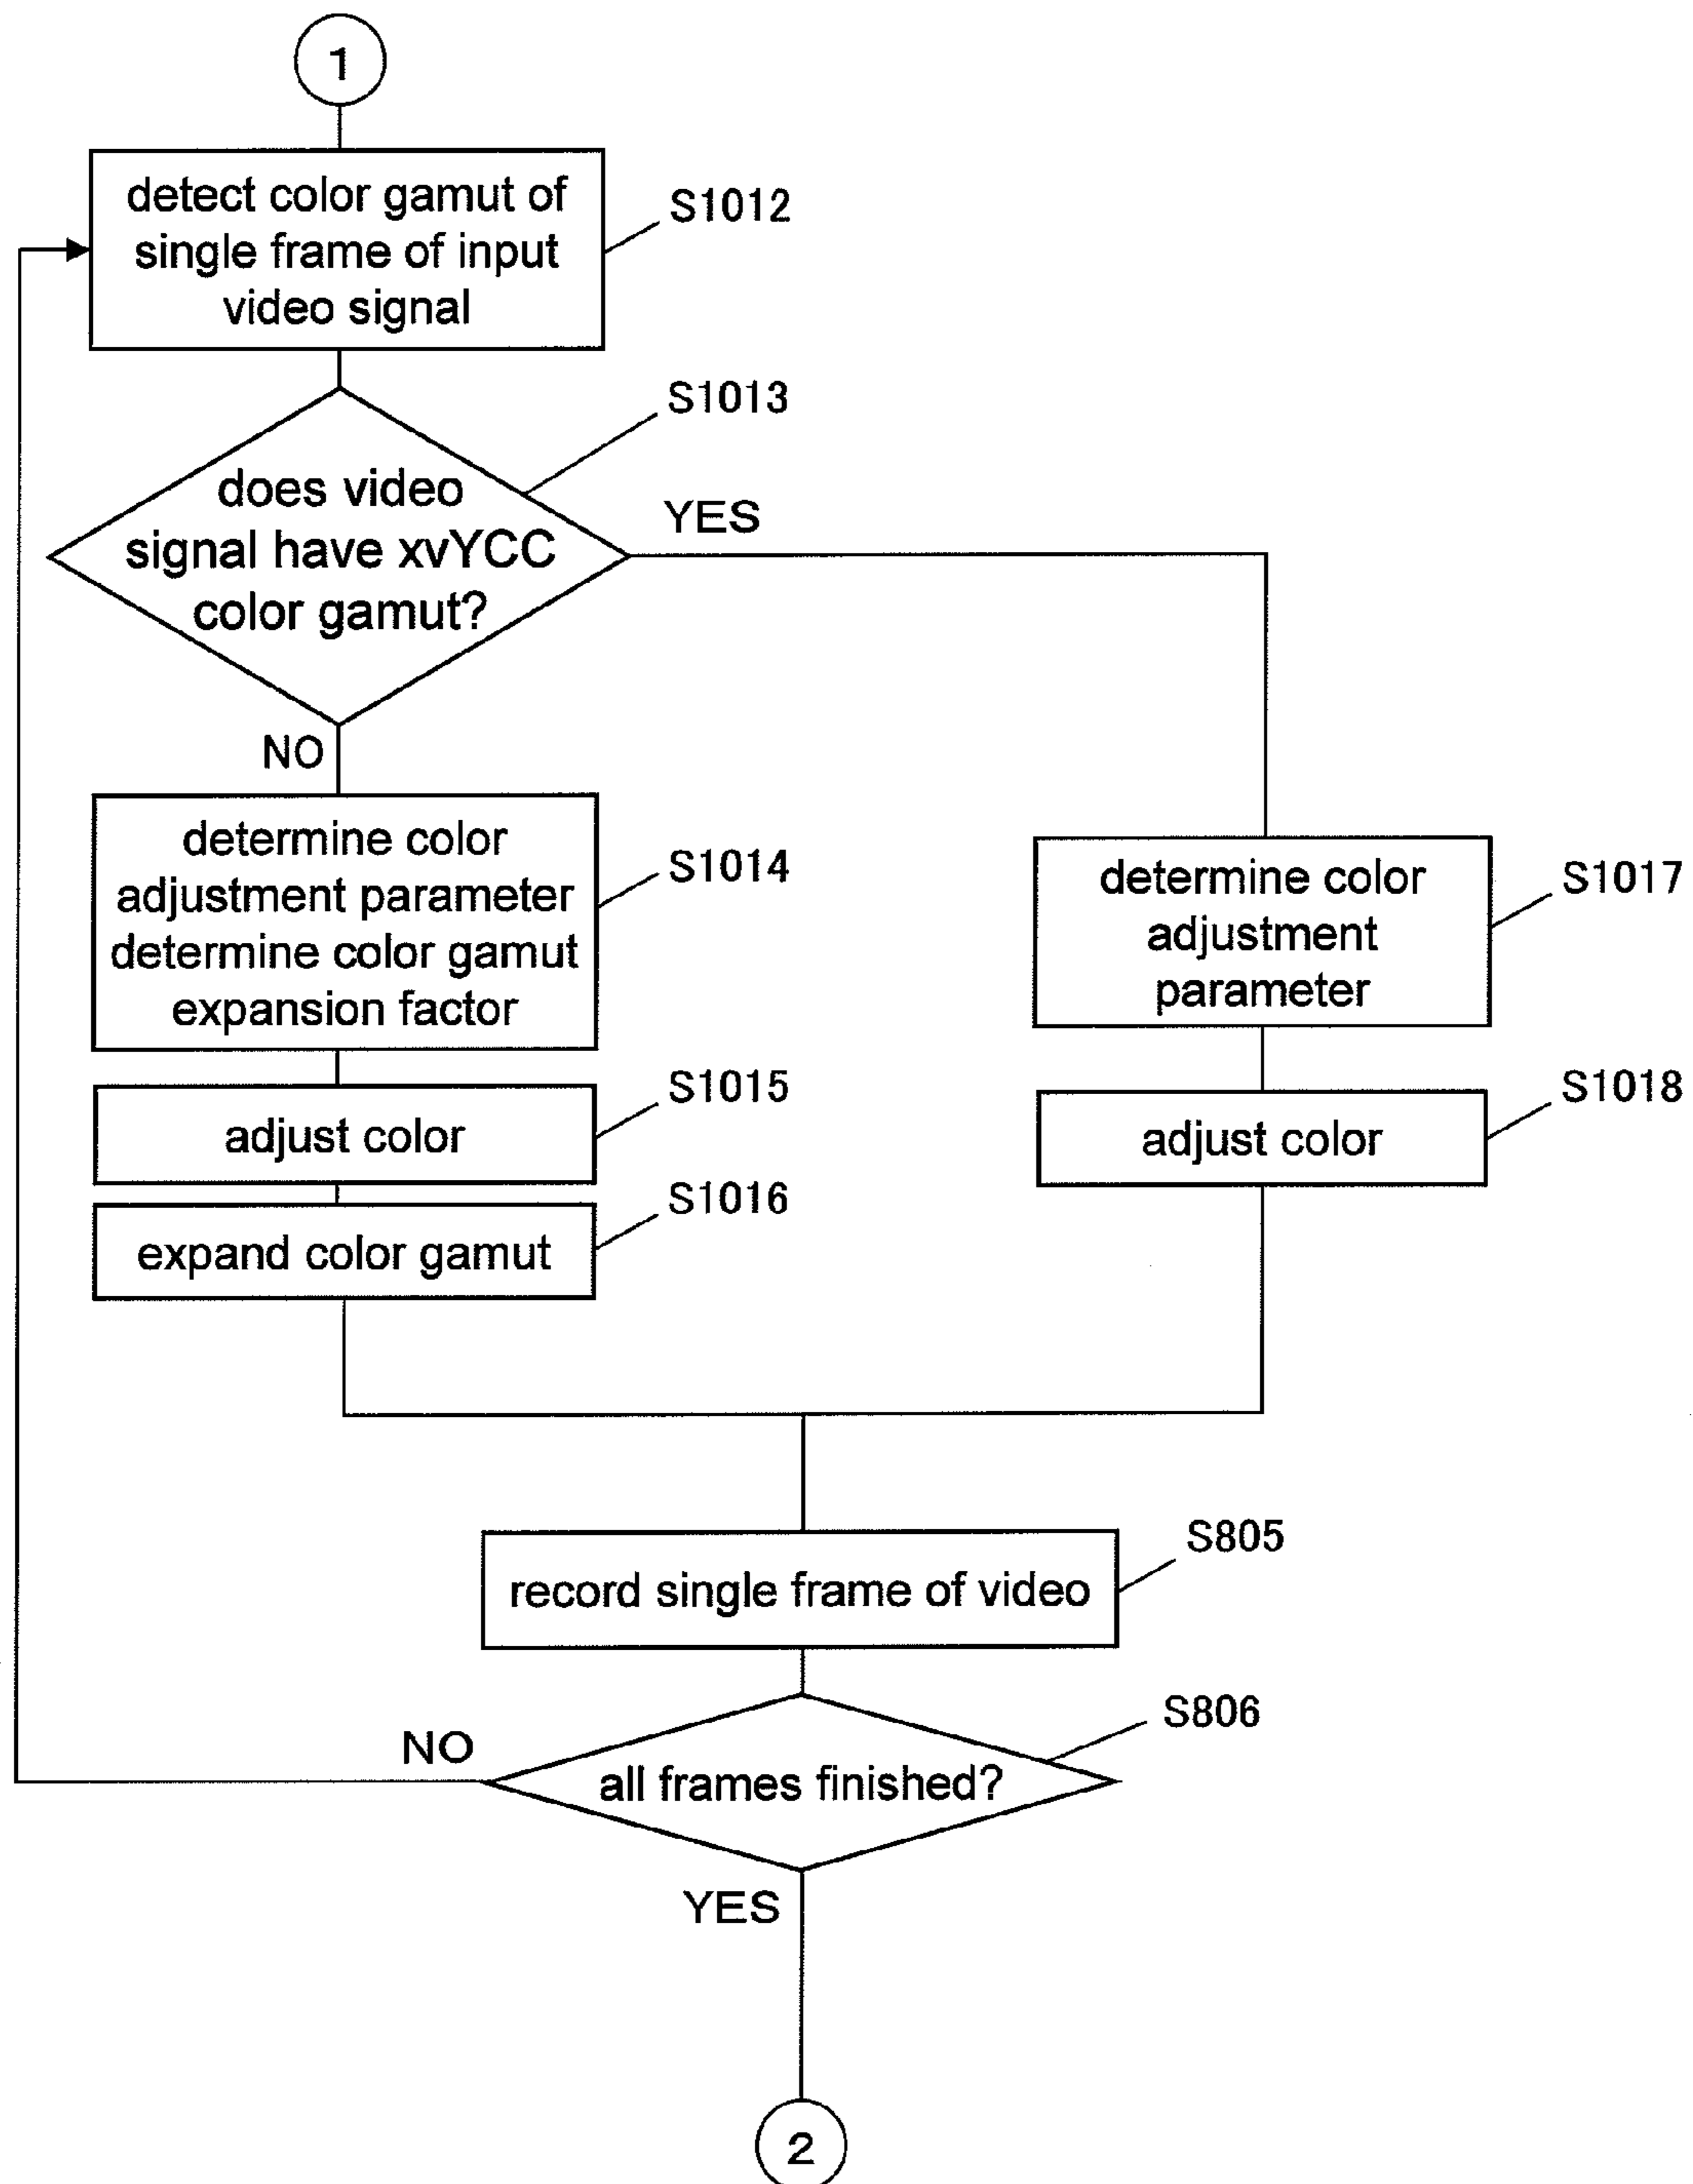 1
detect color gamut of
single frame of input
video signal
S1012
S1013
does video
signal have xvYCC
color gamut?
YES
NO
determine color
adjustment parameter
determine color gamut
expansion factor
S1014
determine color
adjustment
parameter
S1017
adjust color
S1015
adjust color
S1018
expand color gamut
S1016
record single frame of video
S805
all frames finished?
S806
NO
YES
2